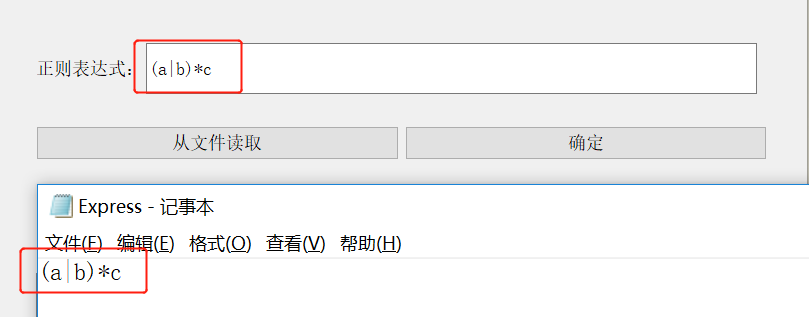 正则表达式： (a|b)*c
从文件读取 确定
Express - 记事本
文件(F) 编辑(E) 格式(O) 查看(V) 帮助(H)
(a|b)*c